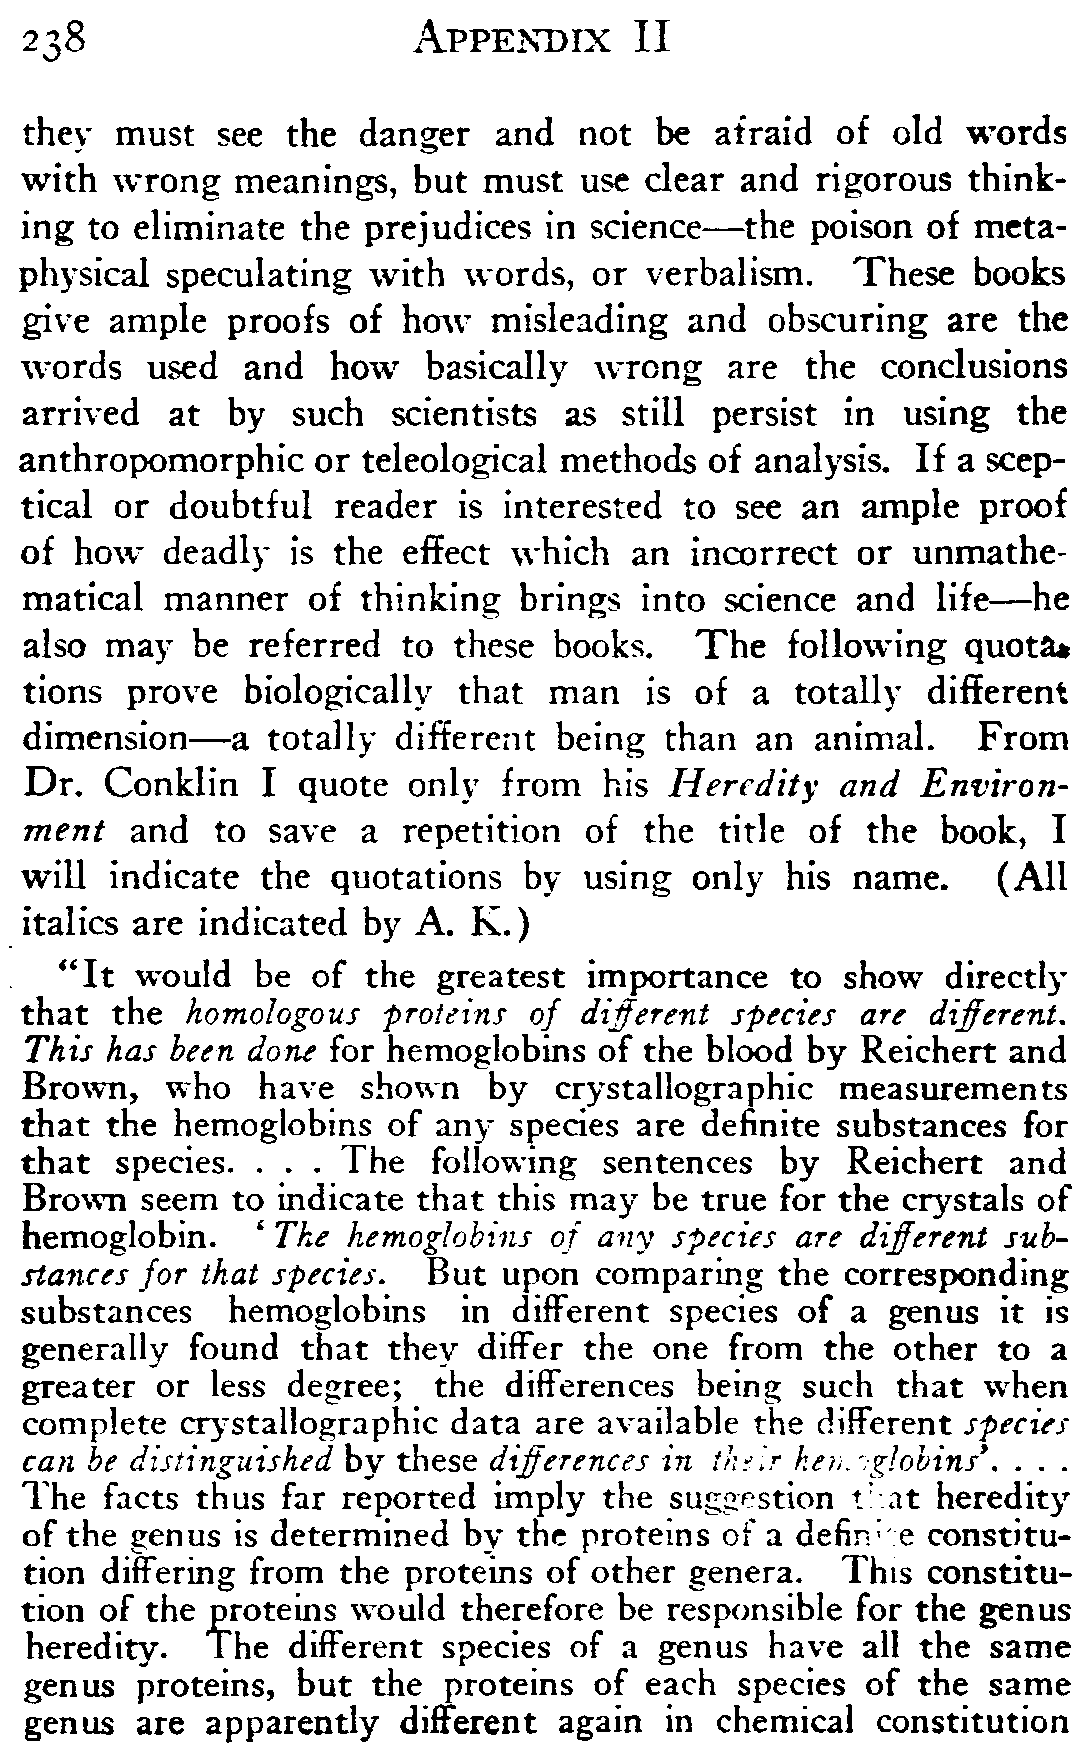 238 APPENDIX II
they must see the danger and not be afraid of old words
with wrong meanings, but must use clear and rigorous think-
ing to eliminate the prejudices in science—the poison of meta-
physical speculating with words, or verbalism. These books
give ample proofs of how misleading and obscuring are the
words used and how basically wrong are the conclusions
arrived at by such scientists as still persist in using the
anthropomorphic or teleological methods of analysis. If a scep-
tical or doubtful reader is interested to see an ample proof
of how deadly is the effect which an incorrect or unmathe-
matical manner of thinking brings into science and life—he
also may be referred to these books. The following quota-
tions prove biologically that man is of a totally different
dimension—a totally different being than an animal. From
Dr. Conklin I quote only from his Heredity and Environ-
ment and to save a repetition of the title of the book, I
will indicate the quotations by using only his name. (All
italics are indicated by A. K.)
"It would be of the greatest importance to show directly
that the homologous proteins of different species are different.
This has been done for hemoglobins of the blood by Reichert and
Brown, who have shown by crystallographic measurements
that the hemoglobins of any species are definite substances for
that species. . . . The following sentences by Reichert and
Brown seem to indicate that this may be true for the crystals of
hemoglobin. 'The hemoglobins of any species are different sub-
stances for that species. But upon comparing the corresponding
substances hemoglobins in different species of a genus it is
generally found that they differ the one from the other to a
greater or less degree; the differences being such that when
complete crystallographic data are available the different species
can be distinguished by these differences in their hemoglobins'. . . .
The facts thus far reported imply the suggestion that heredity
of the genus is determined by the proteins of a definite constitu-
tion differing from the proteins of other genera. This constitu-
tion of the proteins would therefore be responsible for the genus
heredity. The different species of a genus have all the same
genus proteins, but the proteins of each species of the same
genus are apparently different again in chemical constitution